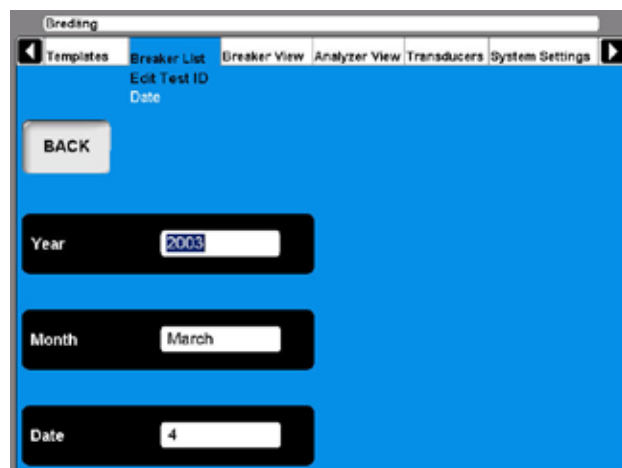 Bredäng
Templates Breaker List Breaker View Analyzer View Transducers System Settings
Edit Test ID
Date
BACK
Year 2003
Month March
Date 4